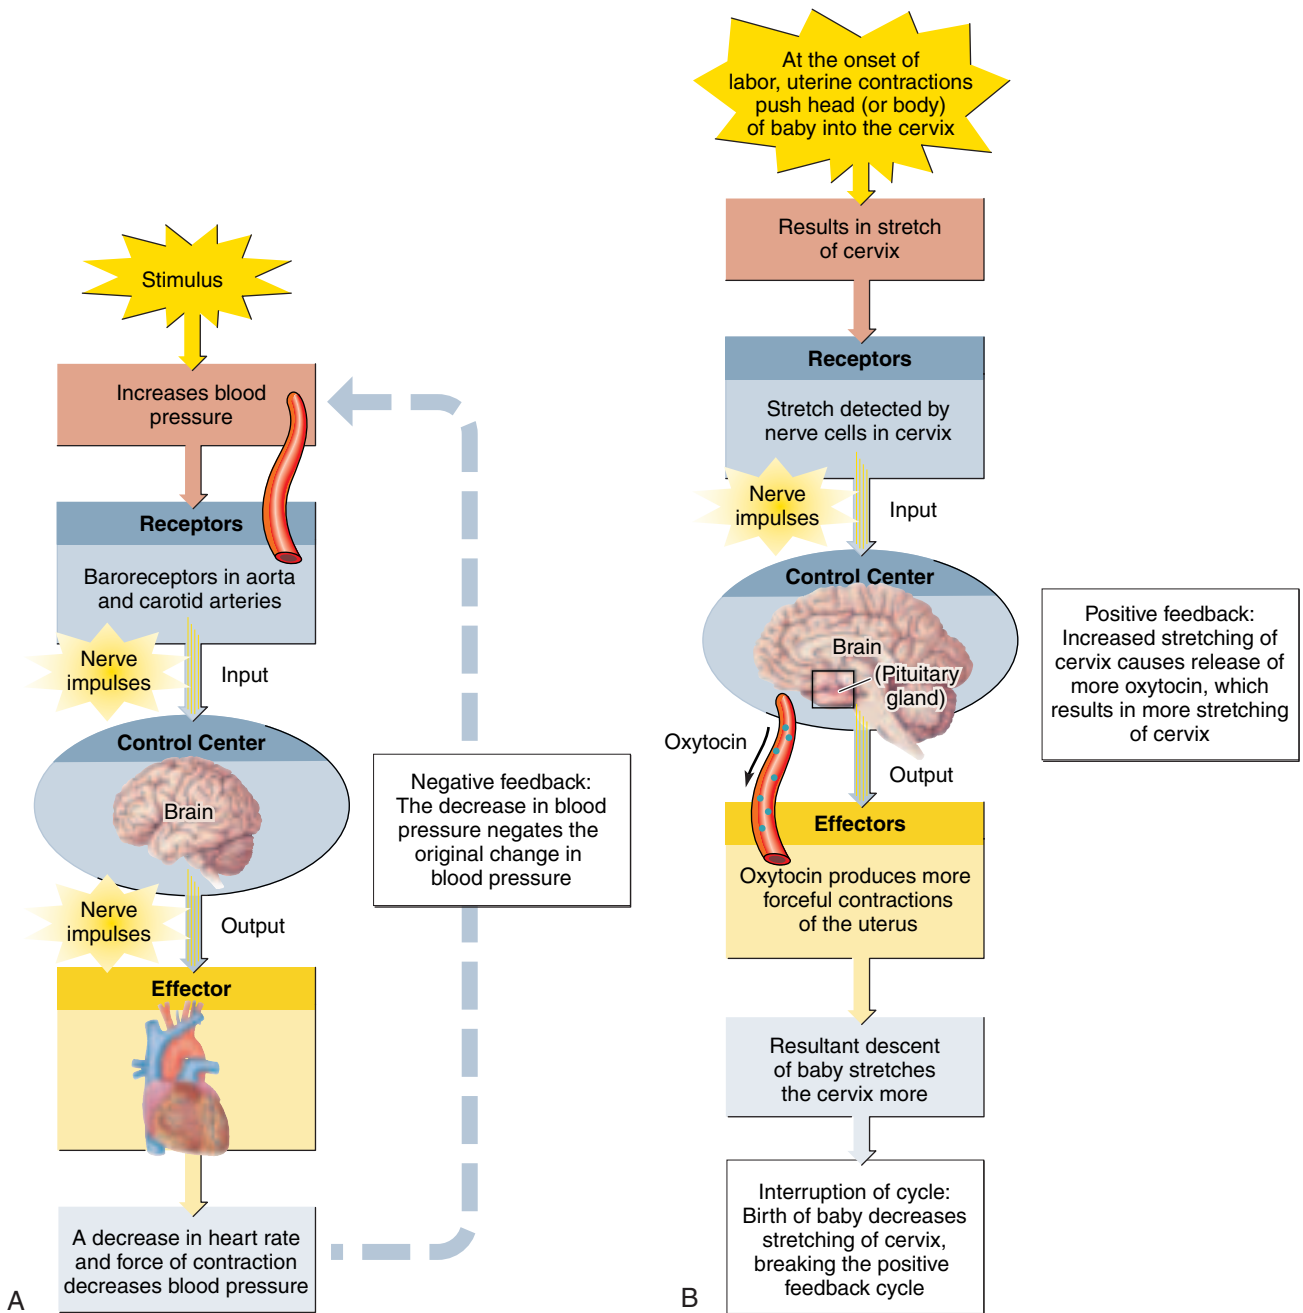 Stimulus
Increases blood
pressure
Receptors
Baroreceptors in aorta
and carotid arteries
Nerve
impulses
Input
Control Center
Brain
Nerve
impulses
Output
Effector
A decrease in heart rate
and force of contraction
decreases blood pressure
Negative feedback:
The decrease in blood
pressure negates the
original change in
blood pressure
A
At the onset of
labor, uterine contractions
push head (or body)
of baby into the cervix
Results in stretch
of cervix
Receptors
Stretch detected by
nerve cells in cervix
Nerve
impulses
Input
Control Center
Brain
(Pituitary
gland)
Oxytocin
Output
Effectors
Oxytocin produces more
forceful contractions
of the uterus
Resultant descent
of baby stretches
the cervix more
Interruption of cycle:
Birth of baby decreases
stretching of cervix,
breaking the positive
feedback cycle
Positive feedback:
Increased stretching of
cervix causes release of
more oxytocin, which
results in more stretching
of cervix
B